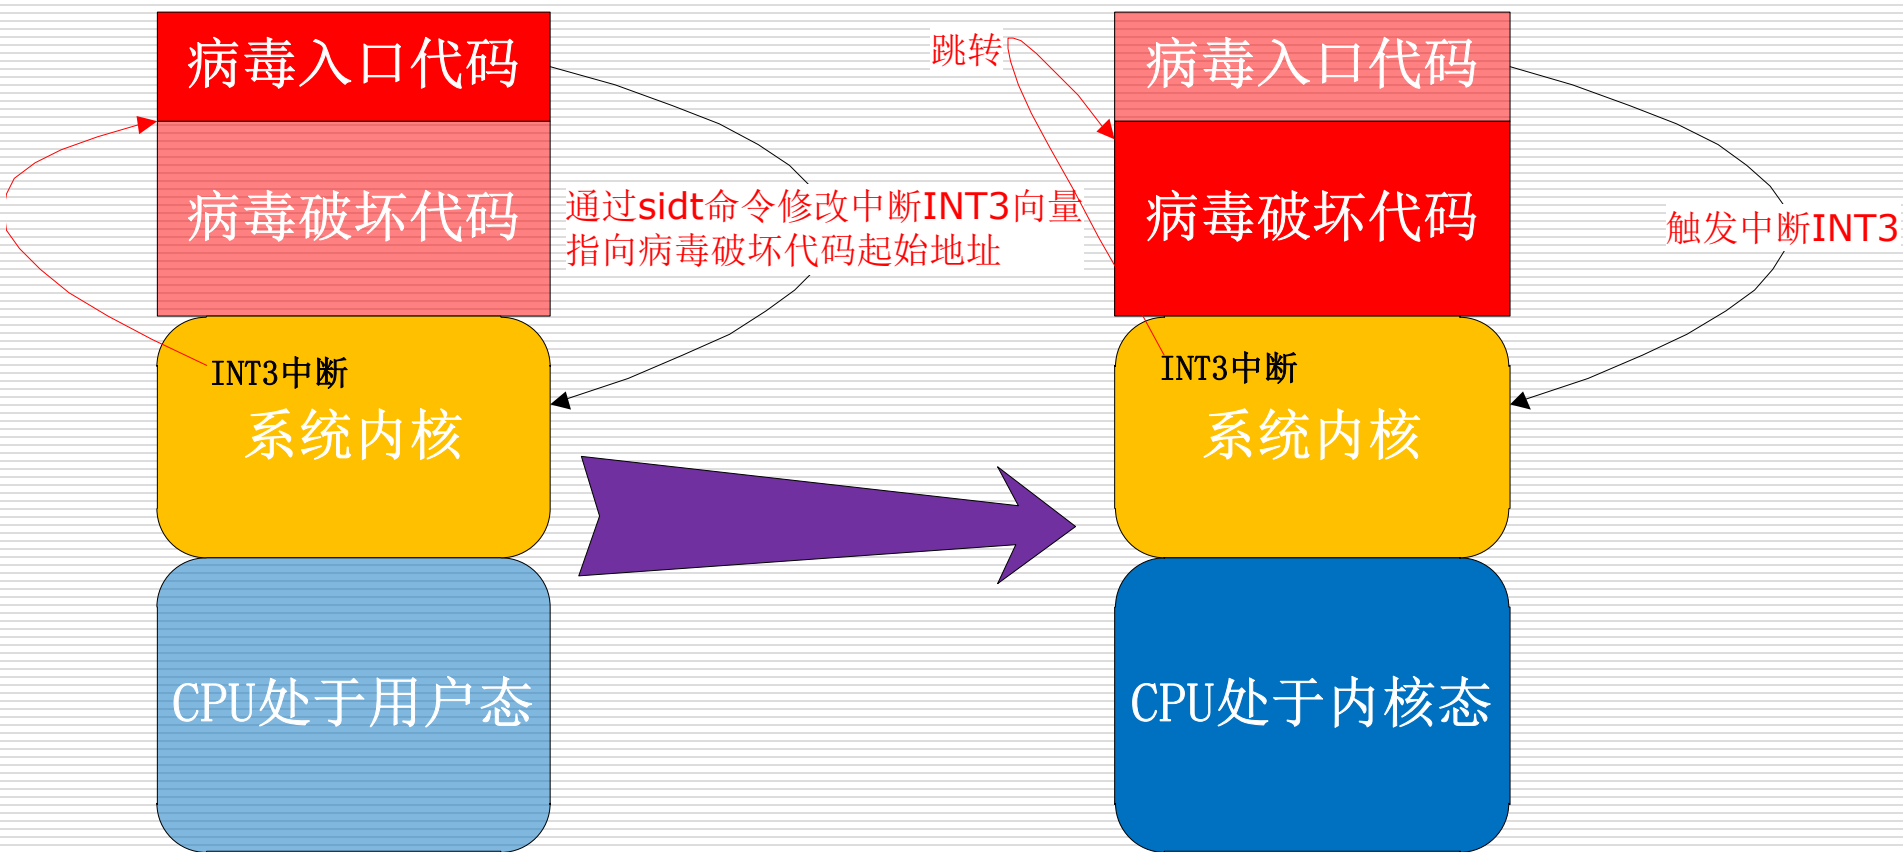 病毒入口代码
病毒破坏代码
通过sidt命令修改中断INT3向量
指向病毒破坏代码起始地址
INT3中断
系统内核
CPU处于用户态
跳转
病毒入口代码
病毒破坏代码
触发中断INT3
INT3中断
系统内核
CPU处于内核态